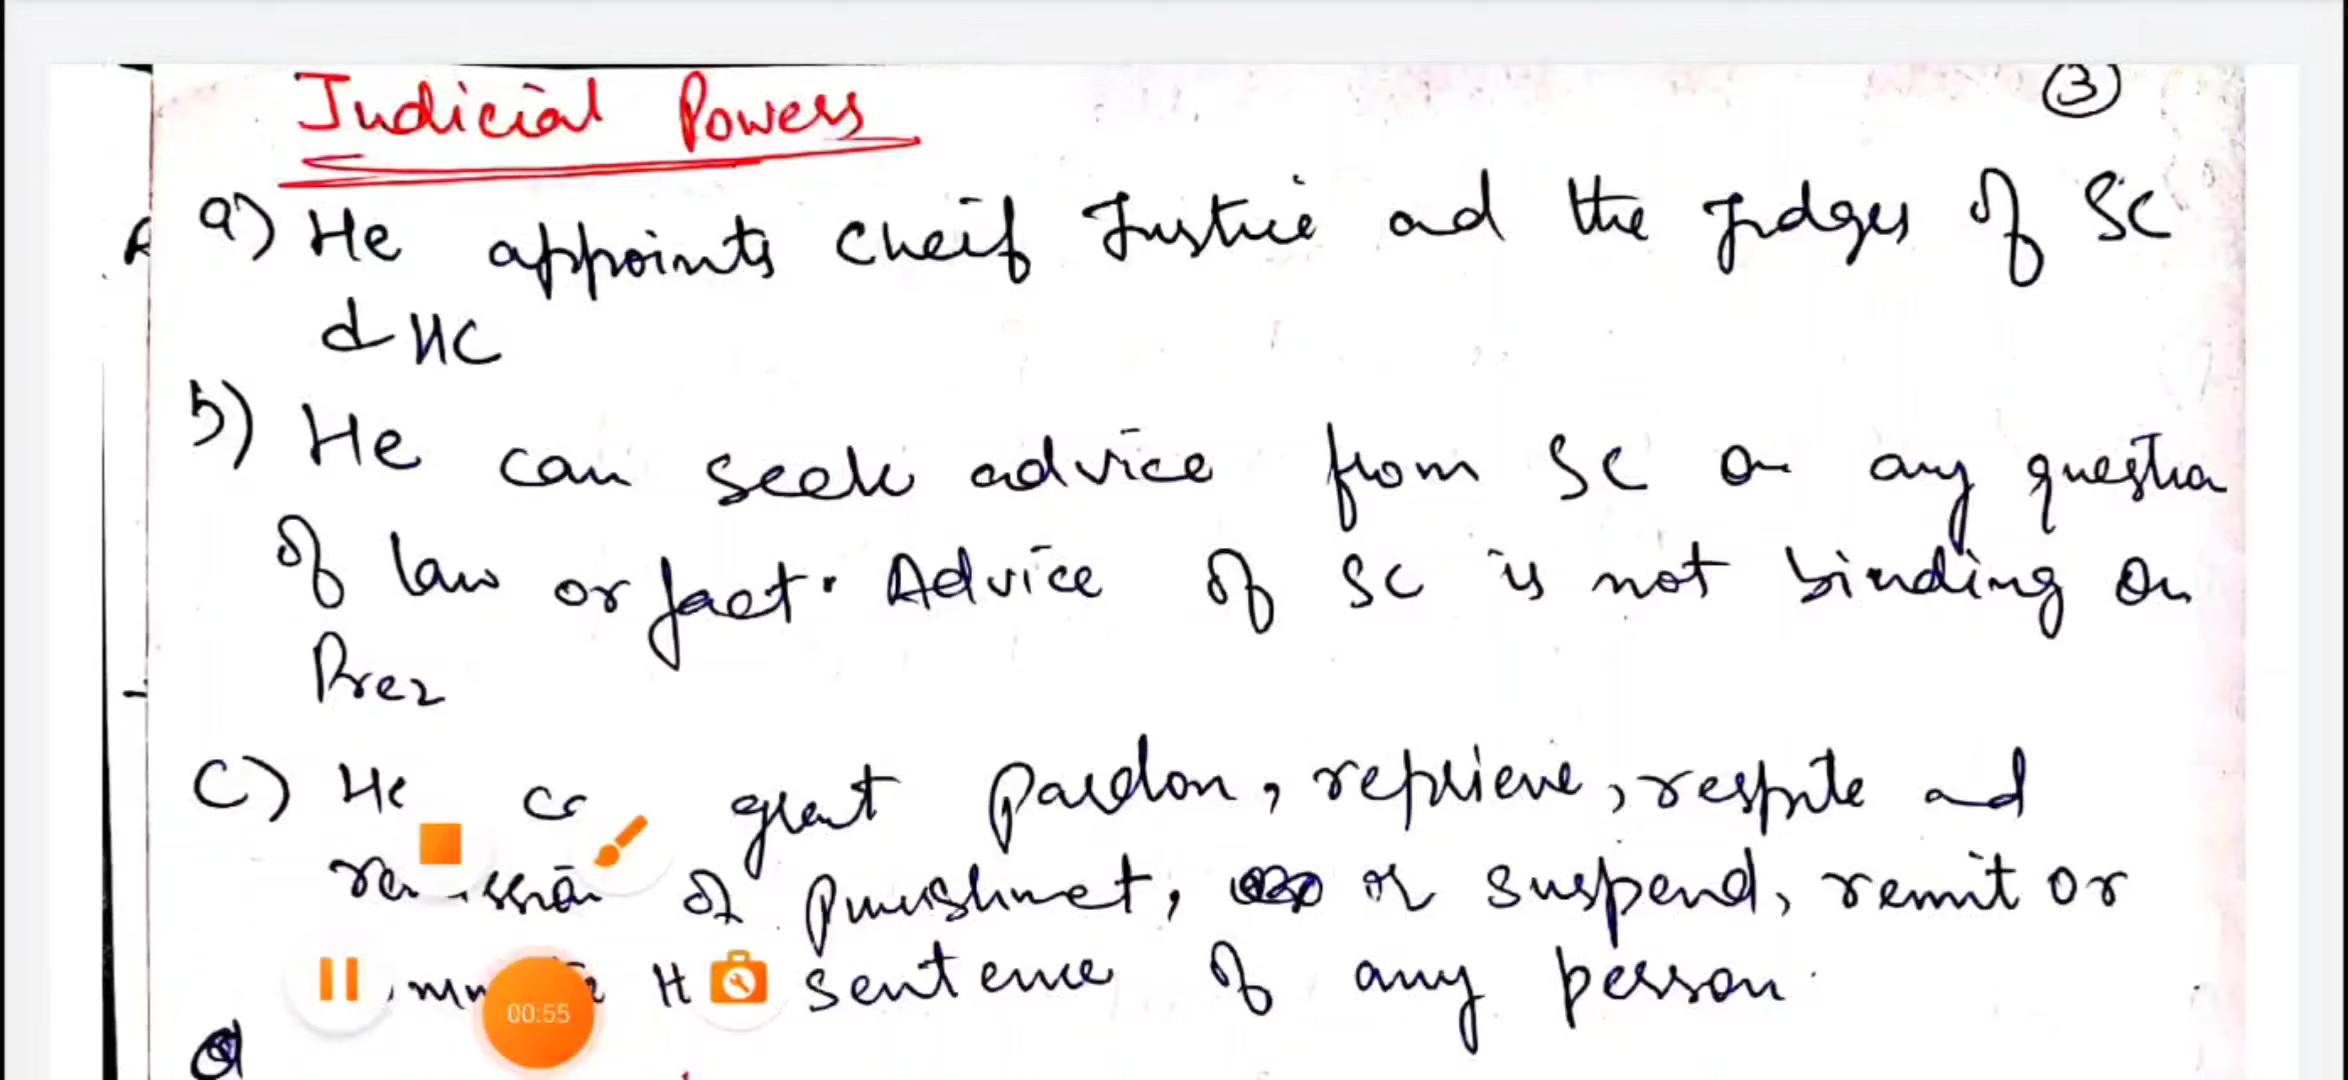 Judicial Powers
3
a) He appoints Cheif Justice and the judges of SC
& HC
b) He can seek advice from SC on any question
of law or fact. Advice of SC is not binding on
Prez
c) He grant pardon, reprieve, respite and
of punishment, or suspend, remit or
sentence of any person.
00:55